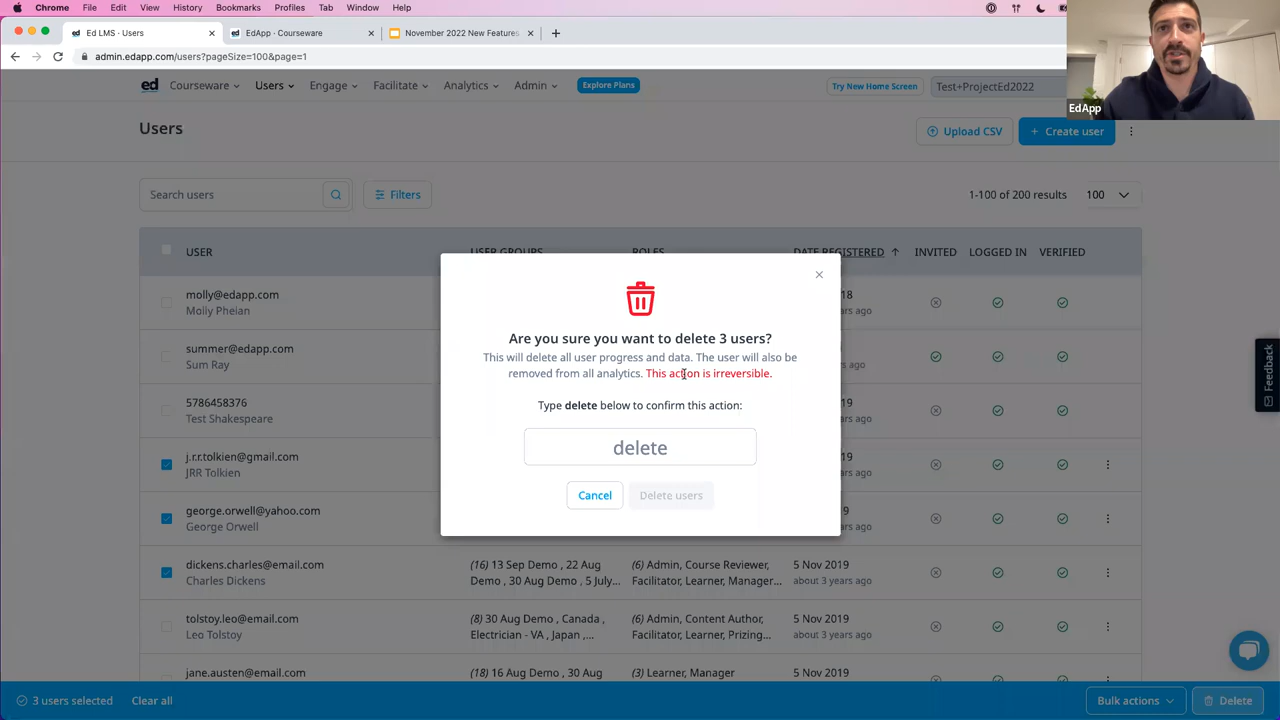 Chrome File Edit View History Bookmarks Profiles Tab Window Help
Ed LMS - Users
EdApp - Courseware
November 2022 New Features
admin.edapp.com/users?pageSize=100&page=1
ed Courseware Users Engage Facilitate Analytics Admin Explore Plans Try New Home Screen Test+ProjectEd2022
EdApp
Users
Upload CSV
+ Create user
Search users
Filters
1-100 of 200 results
100
USER USER GROUPS ROLES DATE REGISTERED INVITED LOGGED IN VERIFIED
molly@edapp.com
Molly Phelan
summer@edapp.com
Sum Ray
5786458376
Test Shakespeare
j.r.r.tolkien@gmail.com
JRR Tolkien
george.orwell@yahoo.com
George Orwell
dickens.charles@email.com
Charles Dickens
(16) 13 Sep Demo , 22 Aug
Demo , 30 Aug Demo , 5 July...
(6) Admin, Course Reviewer,
Facilitator, Learner, Manager...
5 Nov 2019
about 3 years ago
tolstoy.leo@email.com
Leo Tolstoy
(8) 30 Aug Demo , Canada ,
Electrician - VA , Japan ,...
(6) Admin, Content Author,
Facilitator, Learner, Prizing...
5 Nov 2019
about 3 years ago
jane.austen@email.com
(18) 16 Aug Demo , 30 Aug
(3) Learner, Manager
5 Nov 2019
Are you sure you want to delete 3 users?
This will delete all user progress and data. The user will also be
removed from all analytics. This action is irreversible.
Type delete below to confirm this action:
delete
Cancel
Delete users
Feedback
3 users selected
Clear all
Bulk actions
Delete